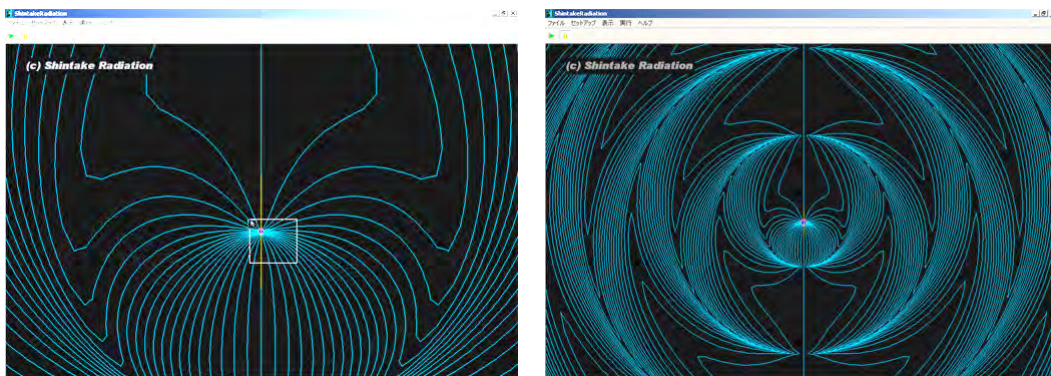 ShintakeRadiation
(c) Shintake Radiation
ShintakeRadiation
ファイル セットアップ 表示 実行 ヘルプ
(c) Shintake Radiation